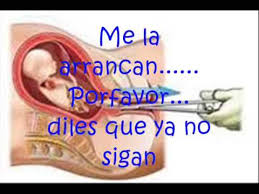 Me la
arrancan......
Porfavor...
diles que ya no
sigan